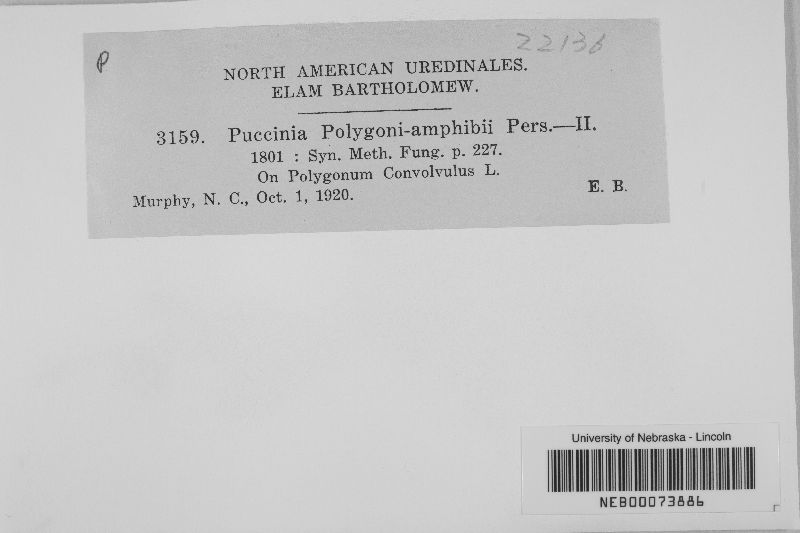 P
22136
NORTH AMERICAN UREDINALES.
ELAM BARTHOLOMEW.
3159. Puccinia Polygoni-amphibii Pers.—II.
1801 : Syn. Meth. Fung. p. 227.
On Polygonum Convolvulus L.
Murphy, N. C., Oct. 1, 1920. E. B.
University of Nebraska - Lincoln
NEB00073886